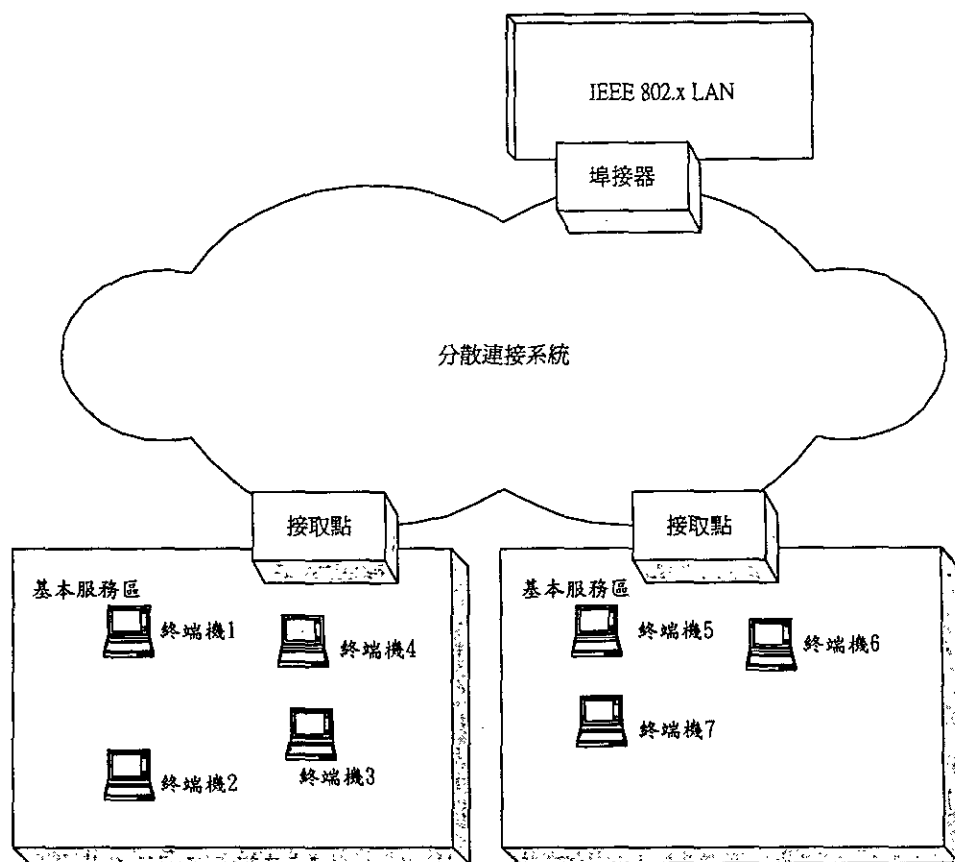 IEEE 802.x LAN
埠接器
分散連接系統
接取點
接取點
基本服務區
終端機1
終端機4
終端機2
終端機3
基本服務區
終端機5
終端機6
終端機7